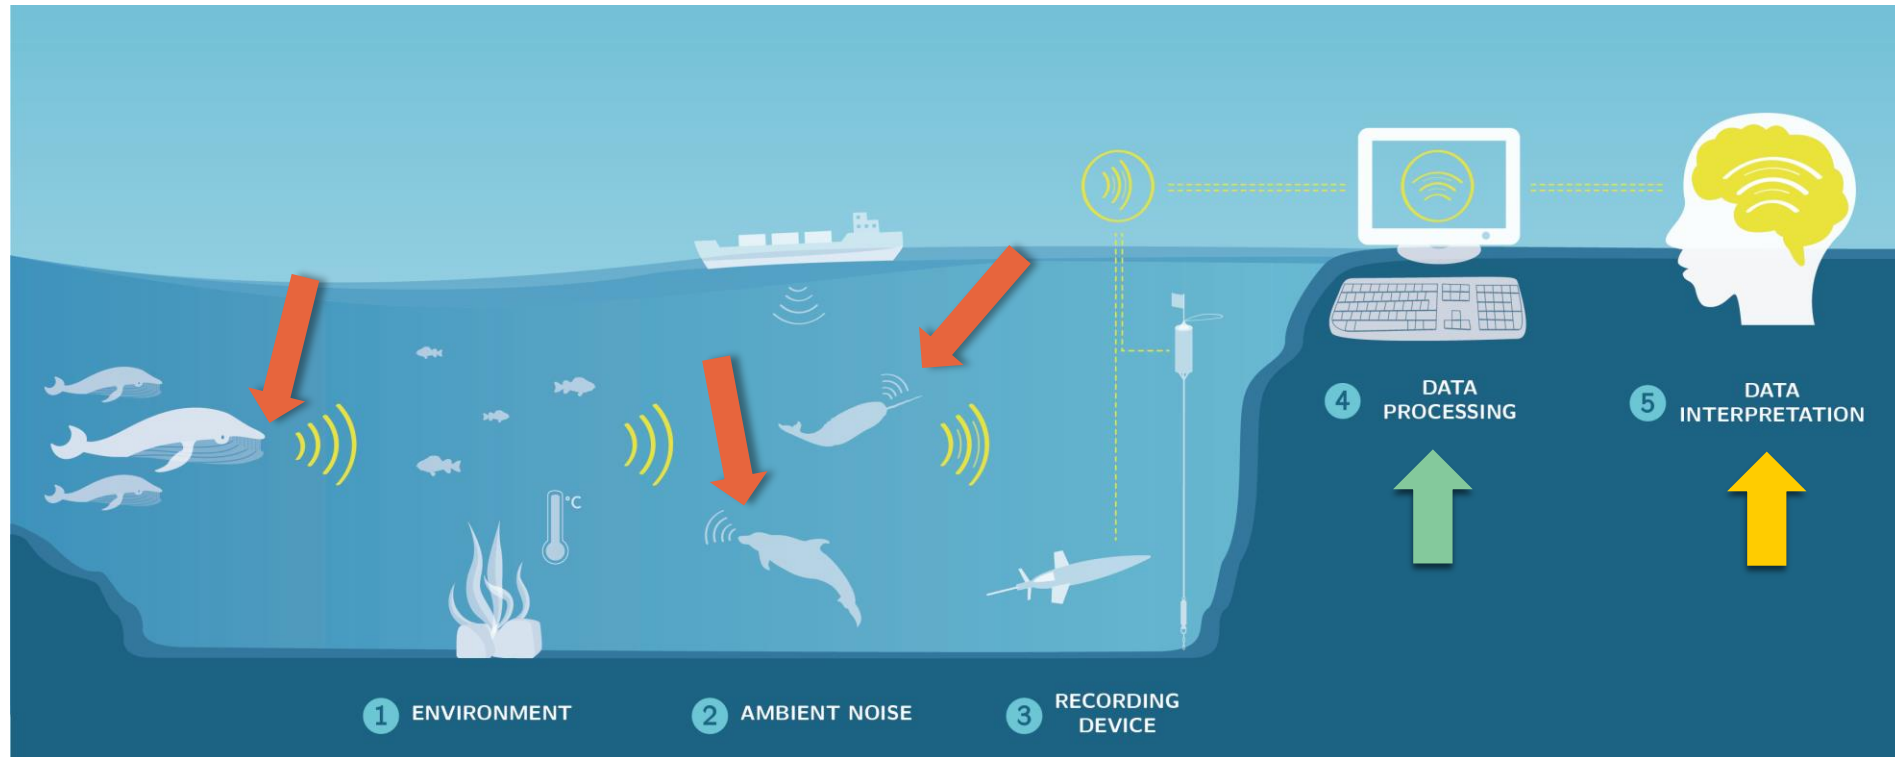 °C
4 DATA
PROCESSING
5 DATA
INTERPRETATION
1 ENVIRONMENT
2 AMBIENT NOISE
3 RECORDING
DEVICE